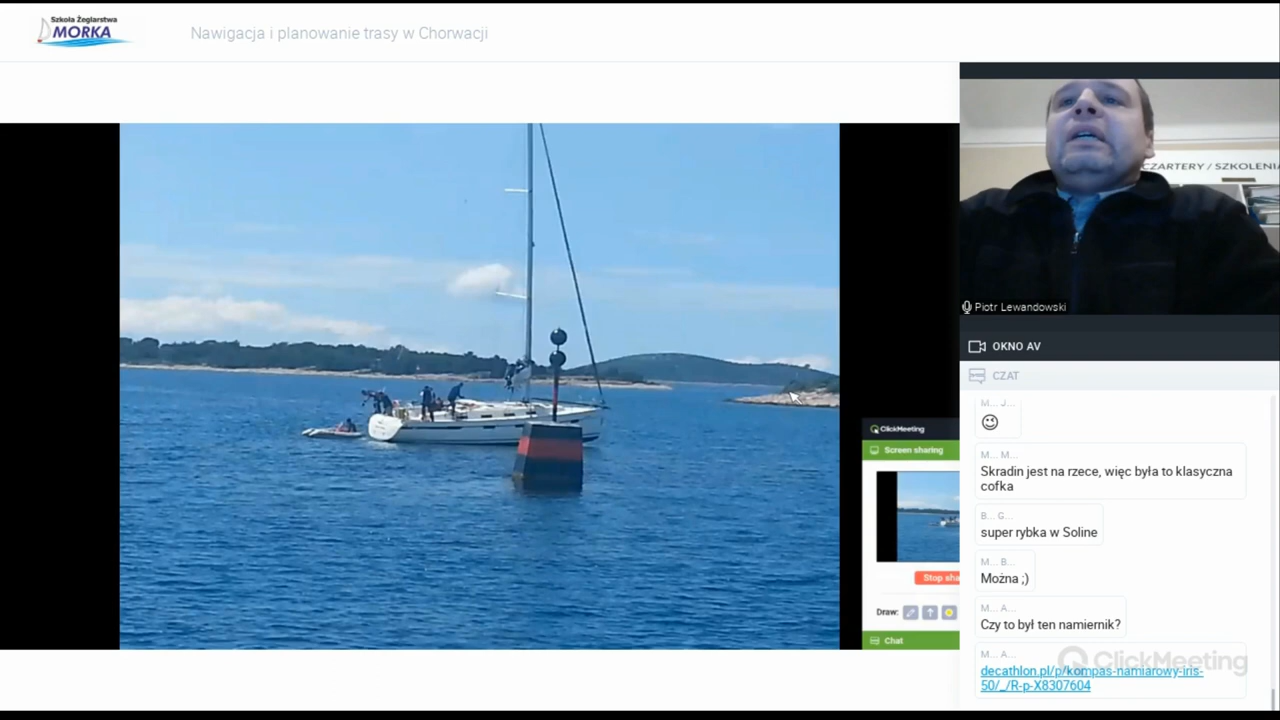 Szkoła Żeglarstwa
MORKA
Nawigacja i planowanie trasy w Chorwacji
CZARTERY / SZKOLENIA
Piotr Lewandowski
OKNO AV
CZAT
M... J...
M... M...
Skradin jest na rzece, więc była to klasyczna
cofka
B... G...
super rybka w Soline
M... B...
Można ;)
M... A...
Czy to był ten namiernik?
M... A...
decathlon.pl/p/kompas-namiarowy-iris-
50/_/R-p-X8307604
ClickMeeting
ClickMeeting
Screen sharing
Stop sha
Draw:
Chat